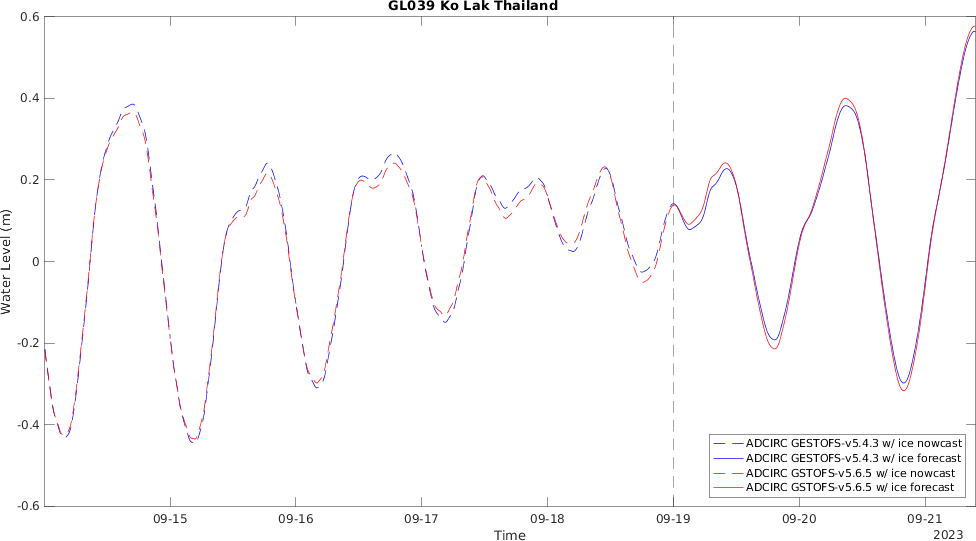 GL039 Ko Lak Thailand
Water Level (m)
0.6
0.4
0.2
0
-0.2
-0.4
-0.6
ADCIRC GESTOFS-v5.4.3 w/ ice nowcast
ADCIRC GESTOFS-v5.4.3 w/ ice forecast
ADCIRC GSTOFS-v5.6.5 w/ ice nowcast
ADCIRC GSTOFS-v5.6.5 w/ ice forecast
09-15 09-16 09-17 09-18 09-19 09-20 09-21
Time
2023